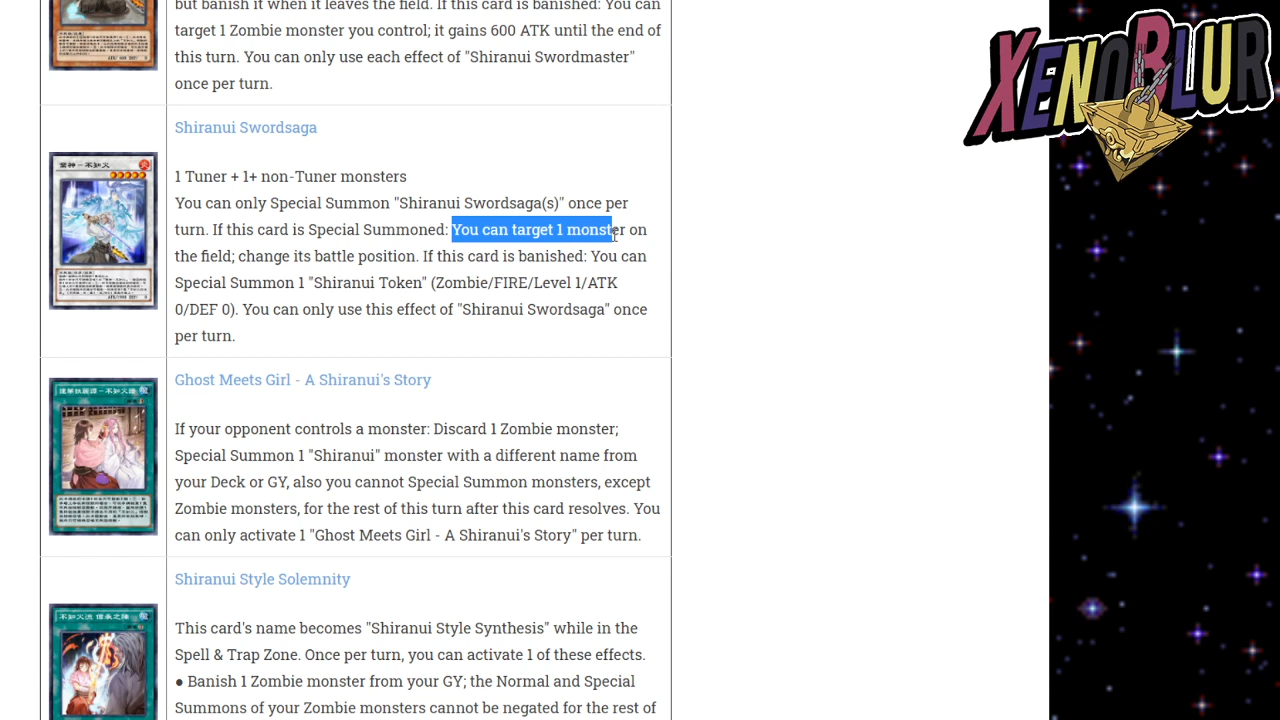 but banish it when it leaves the field. If this card is banished: You can
target 1 Zombie monster you control; it gains 600 ATK until the end of
this turn. You can only use each effect of "Shiranui Swordmaster"
once per turn.
XENOBLUR
Shiranui Swordsaga
1 Tuner + 1+ non-Tuner monsters
You can only Special Summon "Shiranui Swordsaga(s)" once per
turn. If this card is Special Summoned: You can target 1 monster on
the field; change its battle position. If this card is banished: You can
Special Summon 1 "Shiranui Token" (Zombie/FIRE/Level 1/ATK
0/DEF 0). You can only use this effect of "Shiranui Swordsaga" once
per turn.
Ghost Meets Girl - A Shiranui's Story
If your opponent controls a monster: Discard 1 Zombie monster;
Special Summon 1 "Shiranui" monster with a different name from
your Deck or GY, also you cannot Special Summon monsters, except
Zombie monsters, for the rest of this turn after this card resolves. You
can only activate 1 "Ghost Meets Girl - A Shiranui's Story" per turn.
Shiranui Style Solemnity
不知火流 伝承之陣
This card's name becomes "Shiranui Style Synthesis" while in the
Spell & Trap Zone. Once per turn, you can activate 1 of these effects.
● Banish 1 Zombie monster from your GY; the Normal and Special
Summons of your Zombie monsters cannot be negated for the rest of